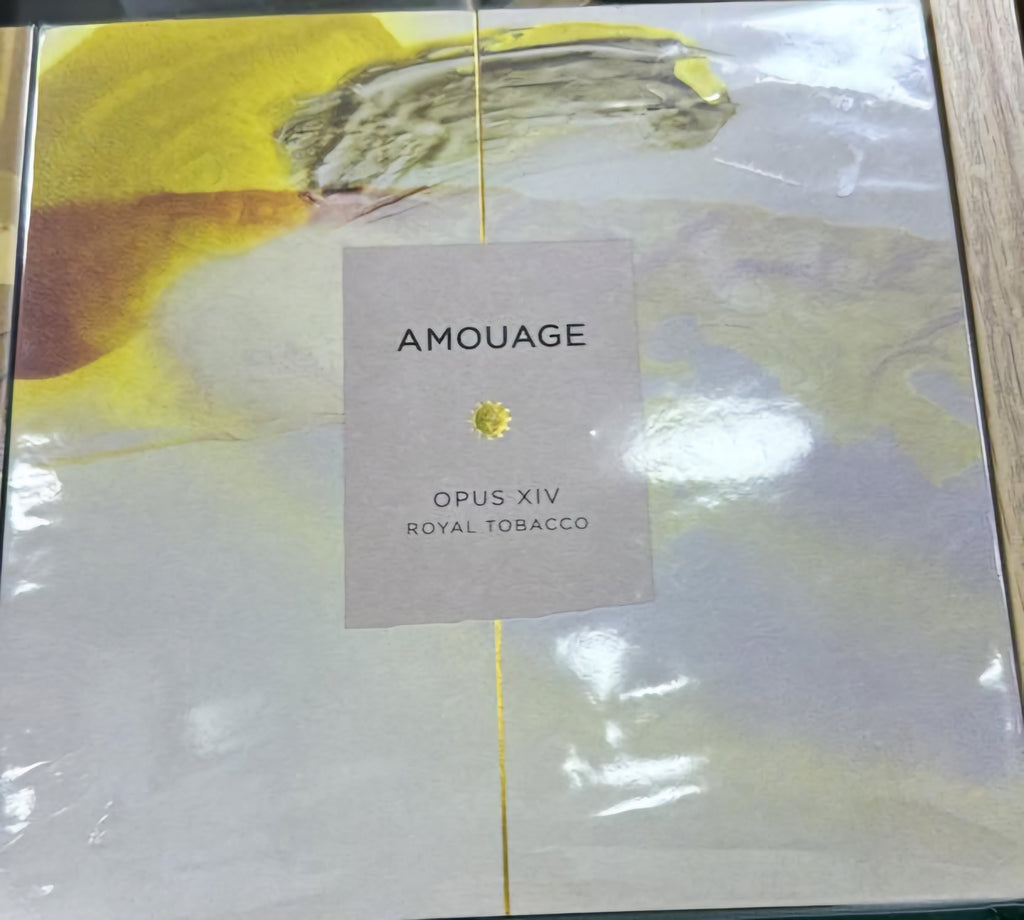 AMOUAGE
OPUS XIV
ROYAL TOBACCO